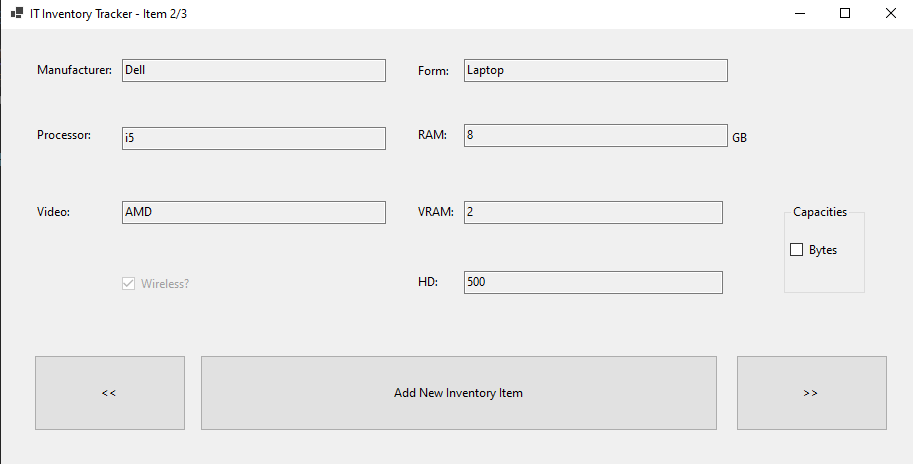 IT Inventory Tracker - Item 2/3
Manufacturer: Dell Form: Laptop
Processor: i5 RAM: 8 GB
Video: AMD VRAM: 2 Capacities
Bytes
Wireless? HD: 500
<< Add New Inventory Item >>